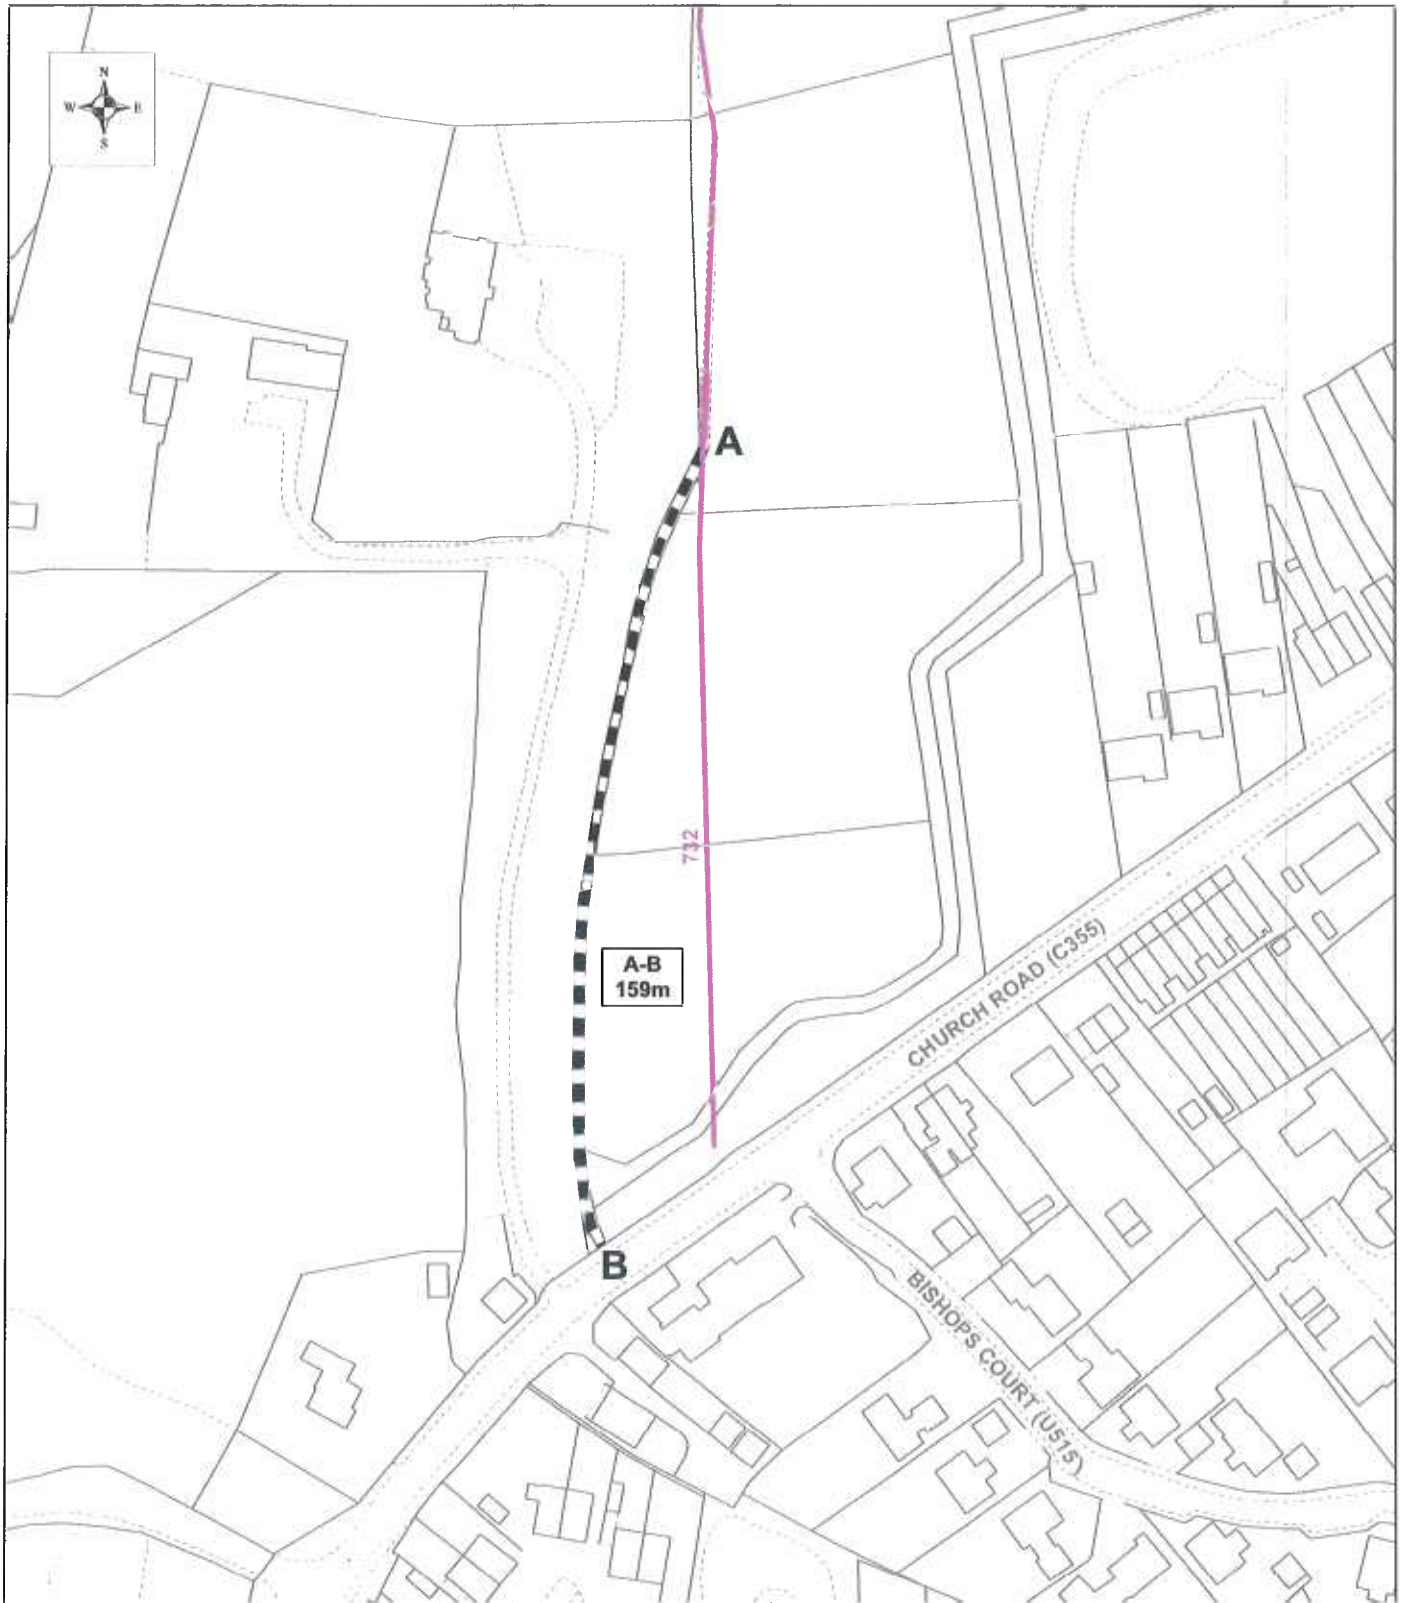 N
W E
S
A
732
A-B
159m
CHURCH ROAD (C355)
B
BISHOPS COURT (U515)